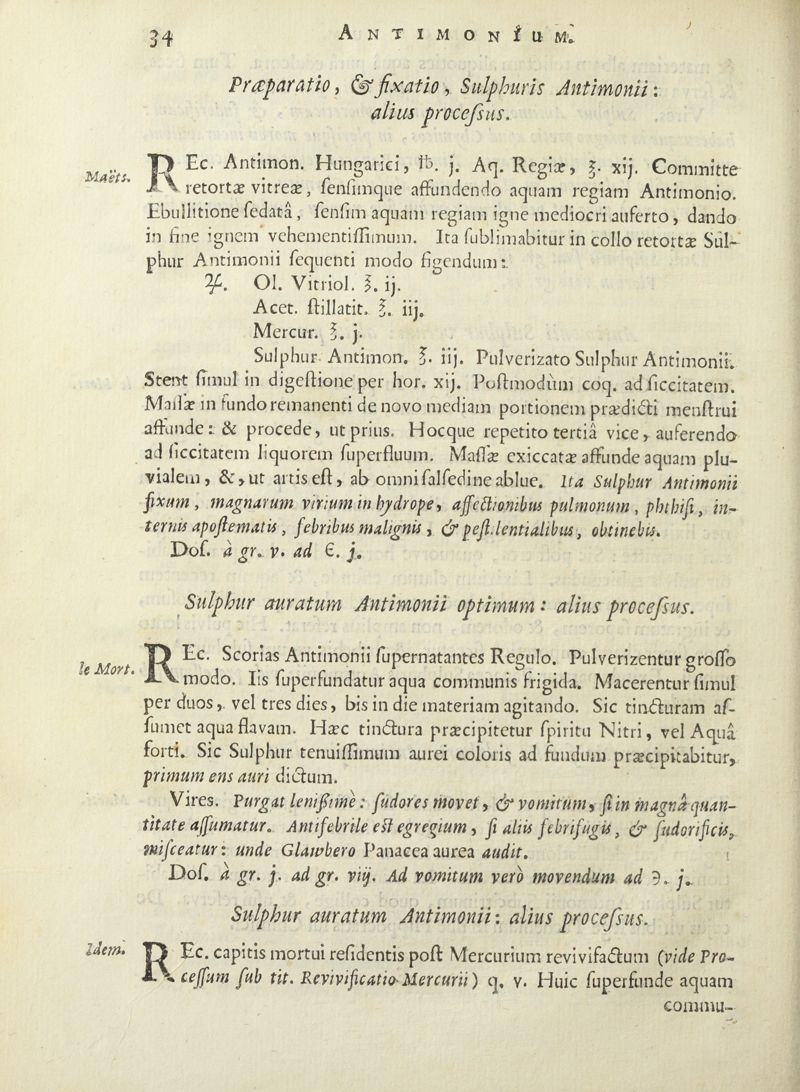 34 ANTIMONIUM.
Præparatio, & fixatio, Sulphuris Antimonii:
alius processus.
Maëts. REc. Antimon. Hungarici, ℔. j. Aq. Regiæ, ℥. xij. Committe
retortæ vitreæ, ſenſimque affundendo aquam regiam Antimonio.
Ebullitione ſedatâ, ſenſim aquam regiam igne mediocri auferto, dando
in fine ignem vehementiſſimum. Ita ſublimabitur in collo retortæ Sul-
phur Antimonii ſequenti modo figendum:
♃. Ol. Vitriol. ℥. ij.
Acet. ſtillatit. ℥. iij.
Mercur. ℥. j.
Sulphur. Antimon. ℥. iij. Pulverizato Sulphur Antimonii.
Stent ſimul in digeſtione per hor. xij. Poſtmodùm coq. ad ſiccitatem.
Maſſæ in fundo remanenti de novo mediam portionem prædicti menſtrui
affunde: & procede, ut prius. Hocque repetito tertiâ vice, auferendo
ad ſiccitatem liquorem ſuperfluum. Maſſæ exiccatæ affunde aquam plu-
vialem, &, ut artis eſt, ab omni ſalſedine ablue. Ita Sulphur Antimonii
fixum, magnarum virium in hydrope, affectionibus pulmonum, phthiſi, in-
ternis apoſtematis, febribus malignis, & peſtilentialibus, obtinebis.
Doſ. à gr. v. ad Э. j.
Sulphur auratum Antimonii optimum: alius processus.
le Mort. REc. Scorias Antimonii ſupernatantes Regulo. Pulverizentur groſſo
modo. Iis ſuperfundatur aqua communis frigida. Macerentur ſimul
per duos, vel tres dies, bis in die materiam agitando. Sic tincturam aſ-
ſumet aqua flavam. Hæc tinctura præcipitetur ſpiritu Nitri, vel Aquâ
forti. Sic Sulphur tenuiſſimum aurei coloris ad fundum præcipitabitur,
primum ens auri dictum.
Vires. Purgat leniſſimè: ſudores movet, & vomitum, ſi in magnâ quan-
titate aſſumatur. Antifebrile eſt egregium, ſi aliis febrifugis, & ſudorificis,
miſceatur: unde Glawbero Panacea aurea audit.
Doſ. à gr. j. ad gr. viij. Ad vomitum verò movendum ad Э. j.
Sulphur auratum Antimonii: alius processus.
Idem. REc. capitis mortui reſidentis poſt Mercurium revivifactum (vide Pro-
ceſſum ſub tit. Revivificatio Mercurii) q. v. Huic ſuperfunde aquam
commu-